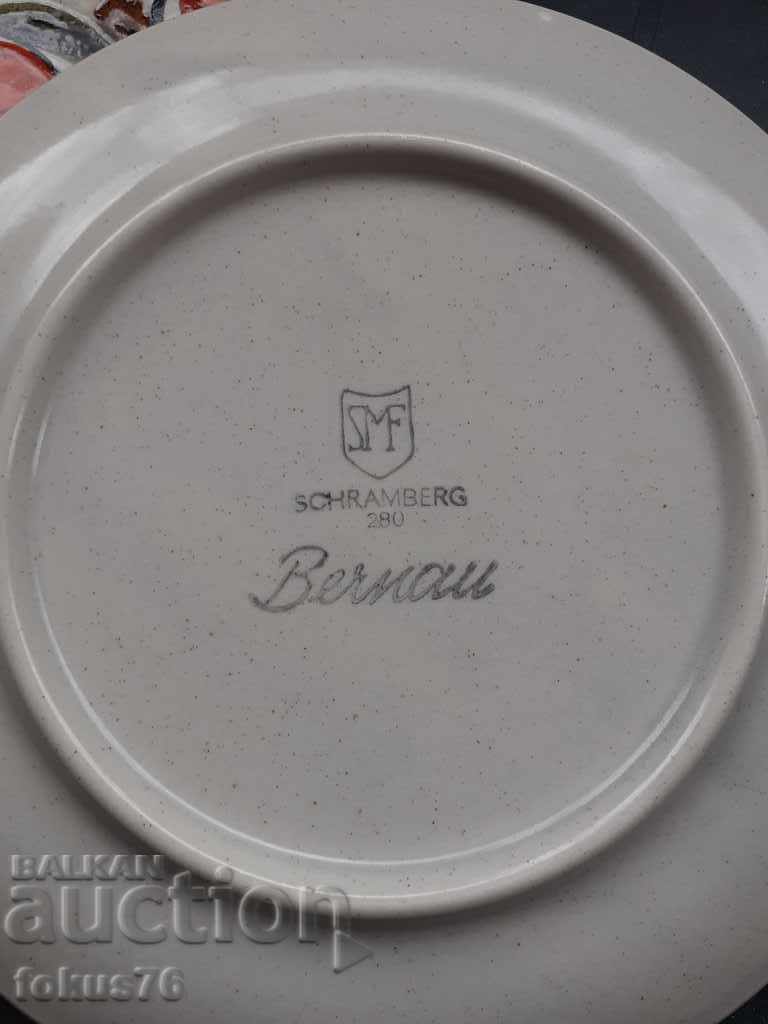 SMF
SCHRAMBERG
280
Bernau
BALKAN
auction
fokus76